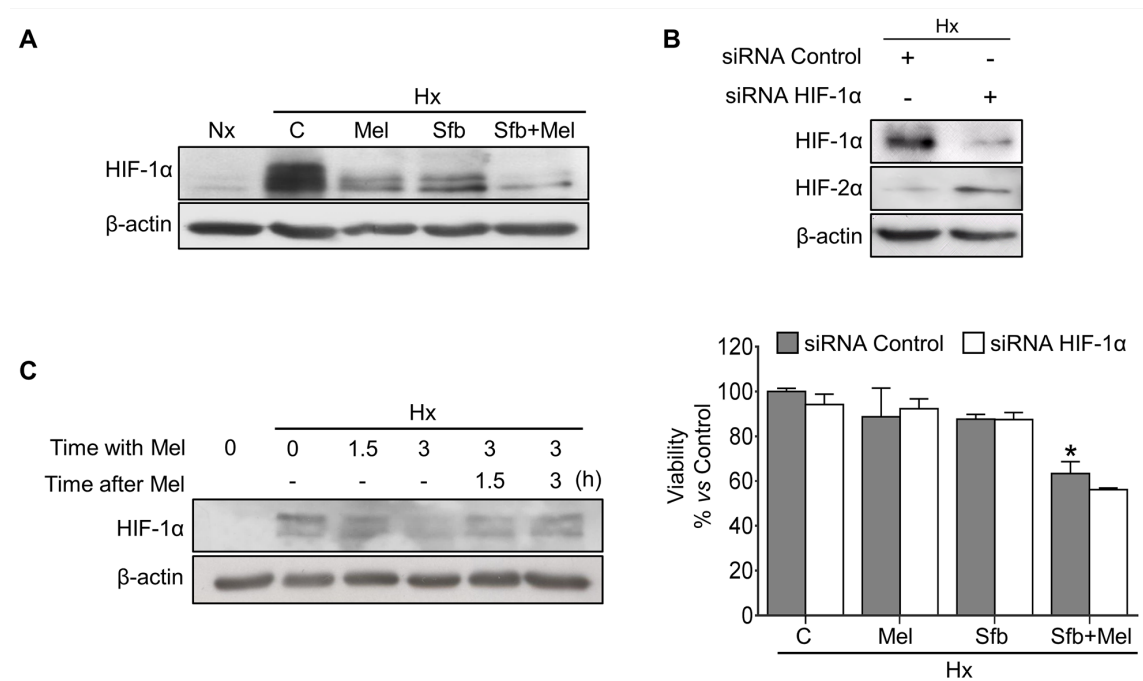 A
Hx
Nx C Mel Sfb Sfb+Mel
HIF-1α
β-actin
B
Hx
siRNA Control + -
siRNA HIF-1α - +
HIF-1α
HIF-2α
β-actin
siRNA Control siRNA HIF-1α
120
100
80
60
40
20
0
Viability
% vs Control
*
C Mel Sfb Sfb+Mel
Hx
C
Hx
Time with Mel 0 0 1.5 3 3 3
Time after Mel - - - 1.5 3 (h)
HIF-1α
β-actin